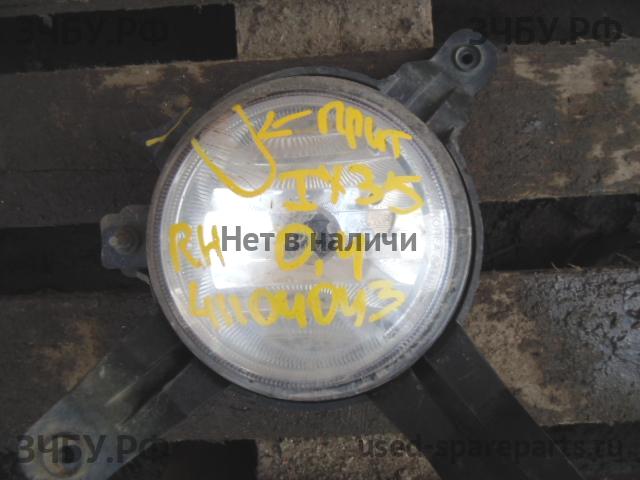 ЗЧБУ.РФ
ЗЧБУ.РФ
прит
IX35
RH
Нет в наличи
0,4
41104043
ЗЧБУ.РФ
used-spareparts.ru